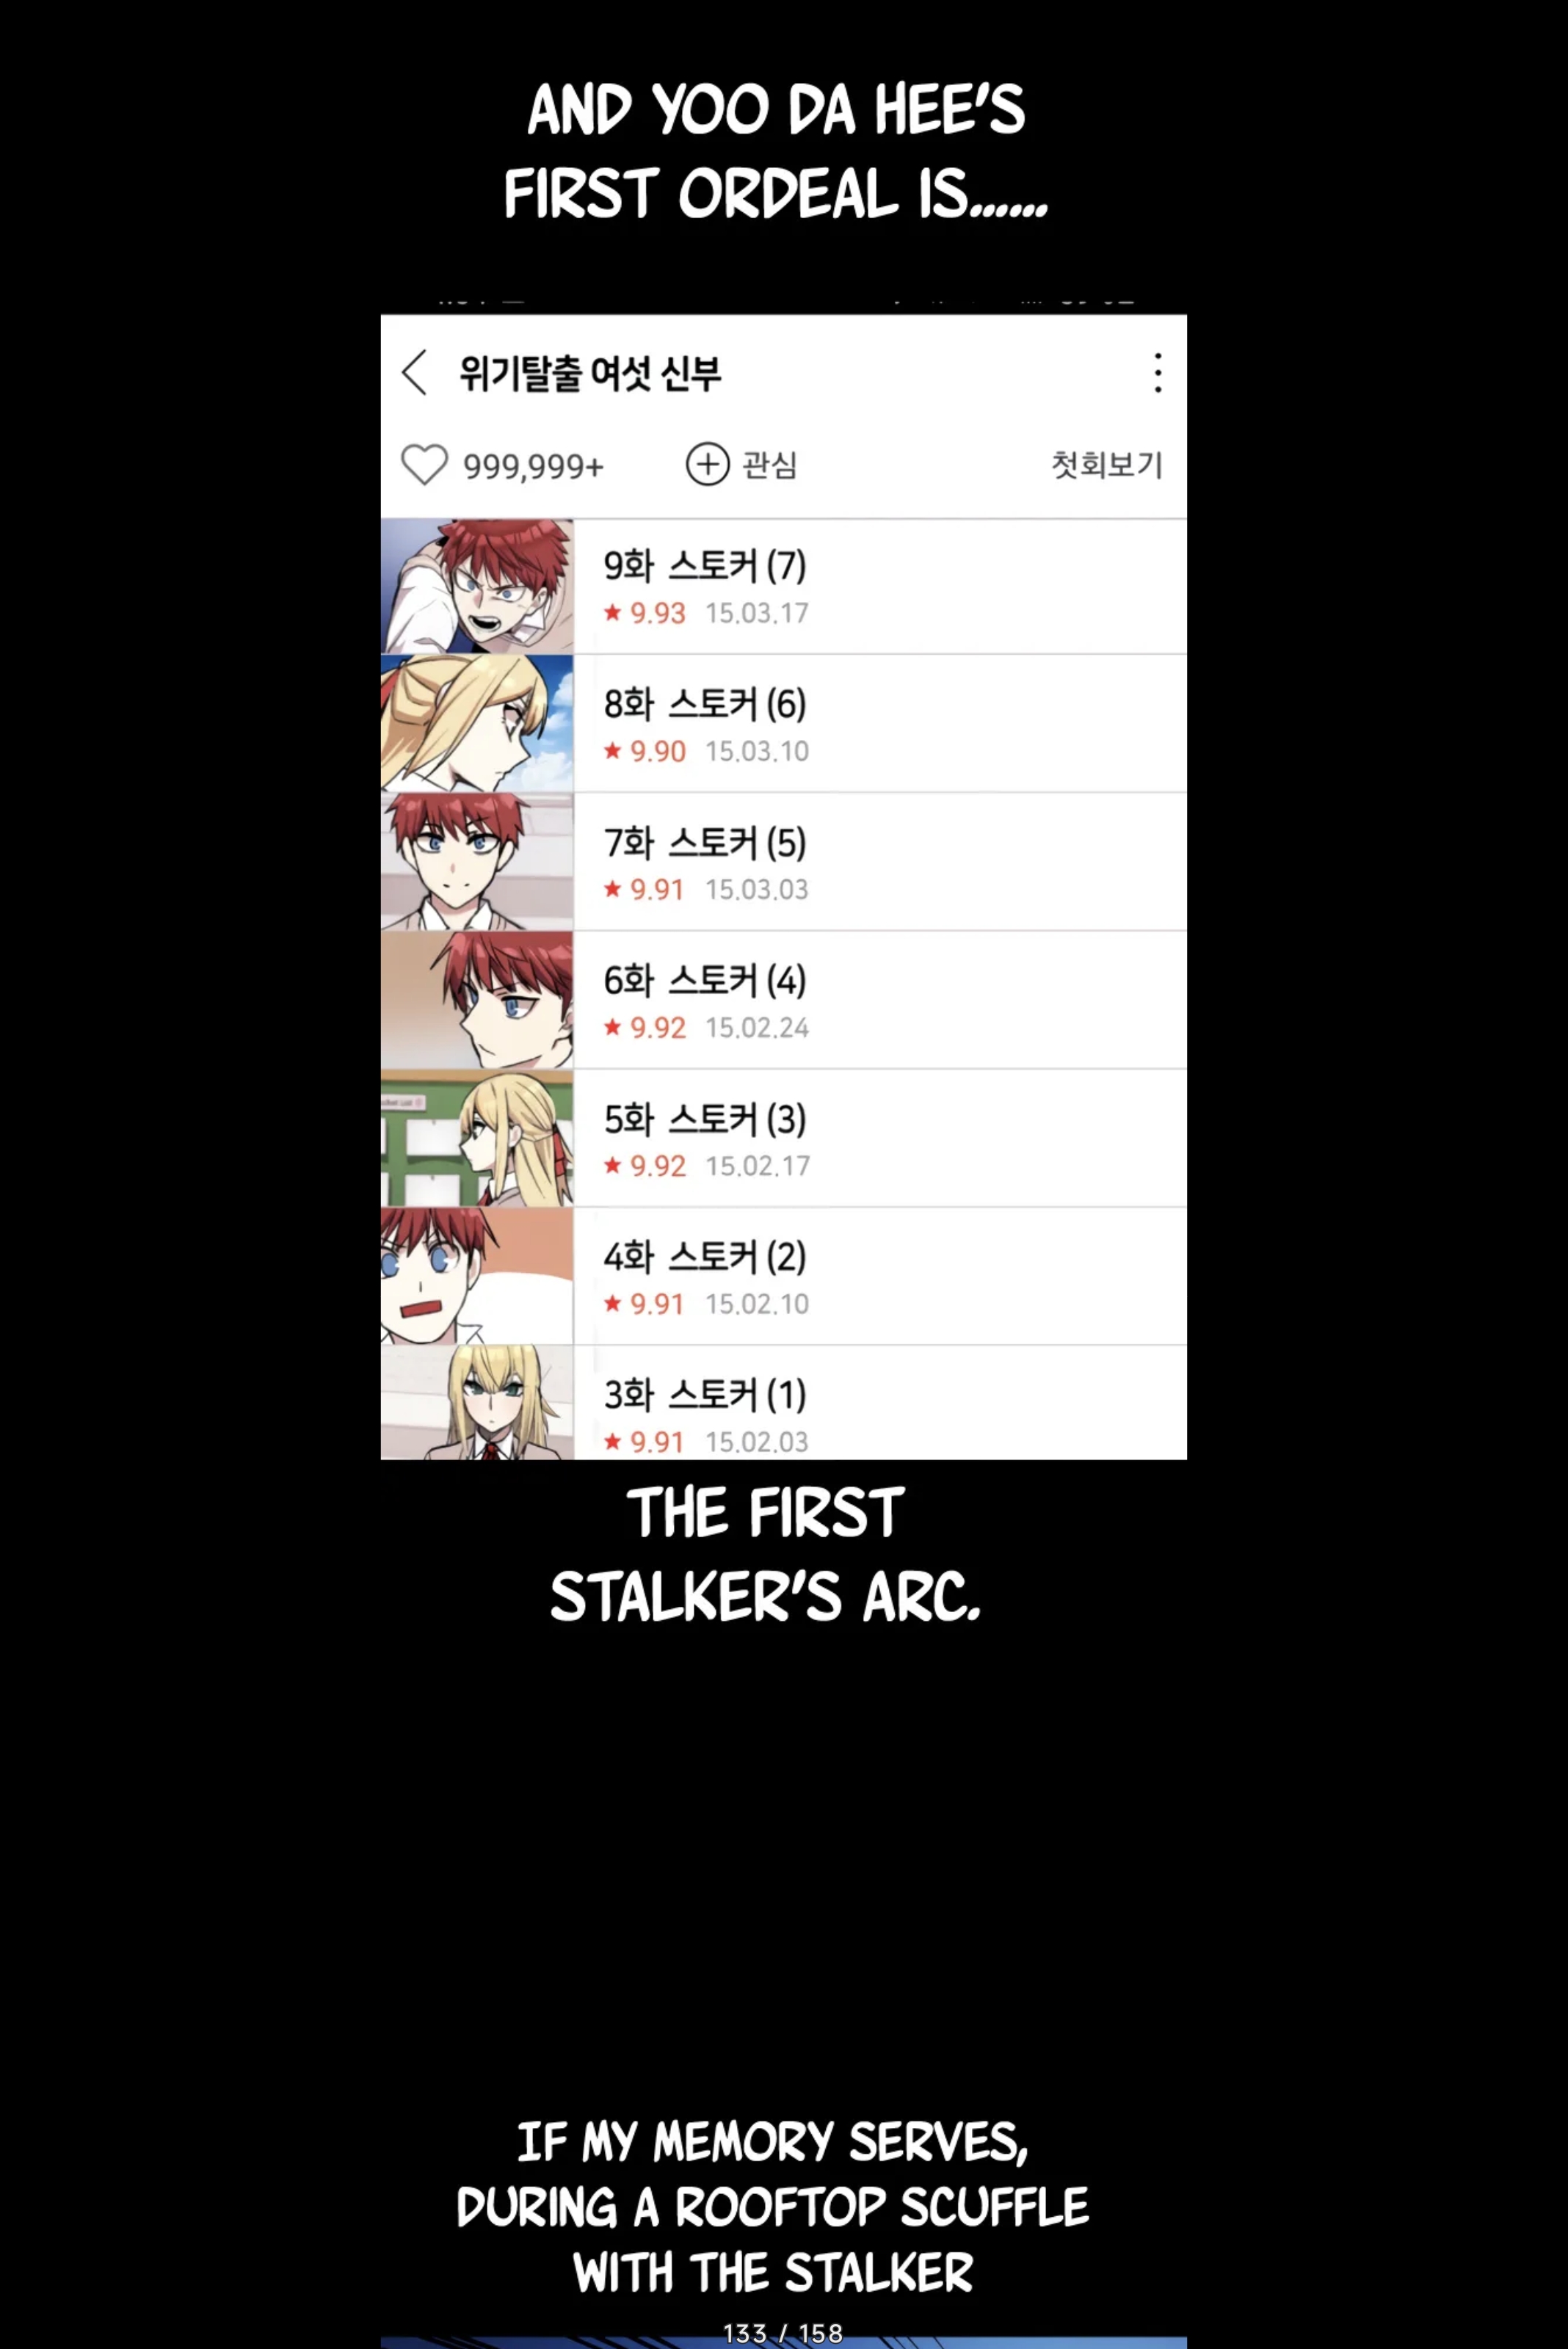 AND YOO DA HEE'S
FIRST ORDEAL IS......
위기탈출 여섯 신부
999,999+ 관심 첫회보기
9화 스토커 (7)
★ 9.93 15.03.17
8화 스토커 (6)
★ 9.90 15.03.10
7화 스토커 (5)
★ 9.91 15.03.03
6화 스토커 (4)
★ 9.92 15.02.24
5화 스토커 (3)
★ 9.92 15.02.17
4화 스토커 (2)
★ 9.91 15.02.10
3화 스토커 (1)
★ 9.91 15.02.03
THE FIRST
STALKER'S ARC.
IF MY MEMORY SERVES,
DURING A ROOFTOP SCUFFLE
WITH THE STALKER
133 / 158